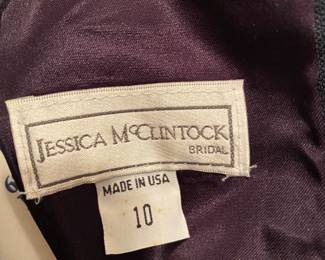 JESSICA McCLINTOCK
BRIDAL
MADE IN USA
10